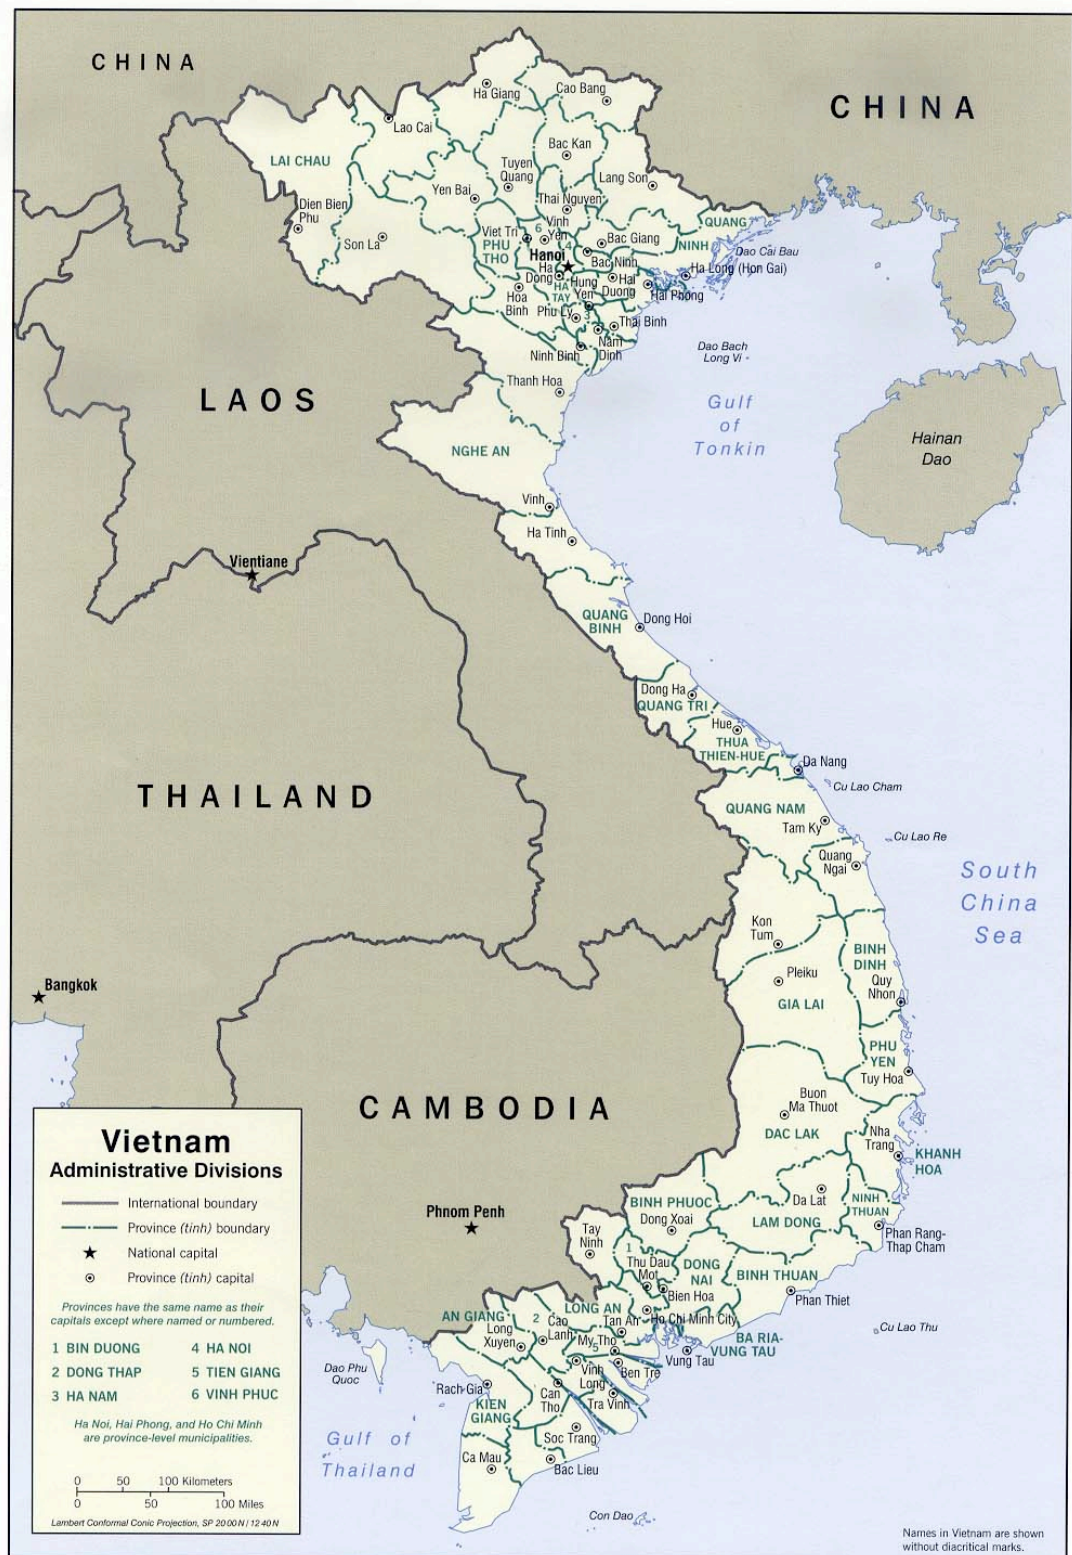 CHINA
CHINA
Ha Giang
Cao Bang
Lao Cai
Bac Kan
LAI CHAU
Tuyen
Quang
Lang Son
Yen Bai
Dien Bien
Phu
Thai Nguyen
Son La
Viet Tri
PHU
THO
6
Vinh
Yen
4
Bac Giang
QUANG
NINH
Dao Cai Bau
Hanoi
Bac Ninh
Ha Long (Hon Gai)
Ha
Dong
HA
TAY
Hung
Yen
Hai
Duong
Hai Phong
Hoa
Binh
Phu Ly
3
Thai Binh
Nam
Dinh
Ninh Binh
Dao Bach
Long Vi
Thanh Hoa
LAOS
Gulf
of
Tonkin
Hainan
Dao
NGHE AN
Vinh
Ha Tinh
Vientiane
QUANG
BINH
Dong Hoi
Dong Ha
QUANG TRI
Hue
THUA
THIEN-HUE
Da Nang
Cu Lao Cham
THAILAND
QUANG NAM
Tam Ky
Cu Lao Re
Quang
Ngai
South
China
Sea
Kon
Tum
BINH
DINH
Pleiku
Quy
Nhon
GIA LAI
Bangkok
PHU
YEN
Tuy Hoa
CAMBODIA
Buon
Ma Thuot
DAC LAK
Nha
Trang
KHANH
HOA
BINH PHUOC
Da Lat
NINH
THUAN
Phnom Penh
Dong Xoai
LAM DONG
Tay
Ninh
Phan Rang-
Thap Cham
1
Thu Dau
Mot
DONG
NAI
BINH THUAN
Bien Hoa
Phan Thiet
AN GIANG
2
LONG AN
Cao
Lanh
Tan An
Ho Chi Minh City
Cu Lao Thu
Long
Xuyen
My Tho
5
BA RIA-
VUNG TAU
Vung Tau
Dao Phu
Quoc
Rach Gia
Vinh
Long
Ben Tre
Can
Tho
Tra Vinh
KIEN
GIANG
Gulf of
Thailand
Soc Trang
Ca Mau
Bac Lieu
Con Dao
Vietnam
Administrative Divisions
International boundary
Province (tinh) boundary
National capital
Province (tinh) capital
Provinces have the same name as their
capitals except where named or numbered.
1 BIN DUONG
4 HA NOI
2 DONG THAP
5 TIEN GIANG
3 HA NAM
6 VINH PHUC
Ha Noi, Hai Phong, and Ho Chi Minh
are province-level municipalities.
0 50 100 Kilometers
0 50 100 Miles
Lambert Conformal Conic Projection, SP 20 00 N / 12 40 N
Names in Vietnam are shown
without diacritical marks.